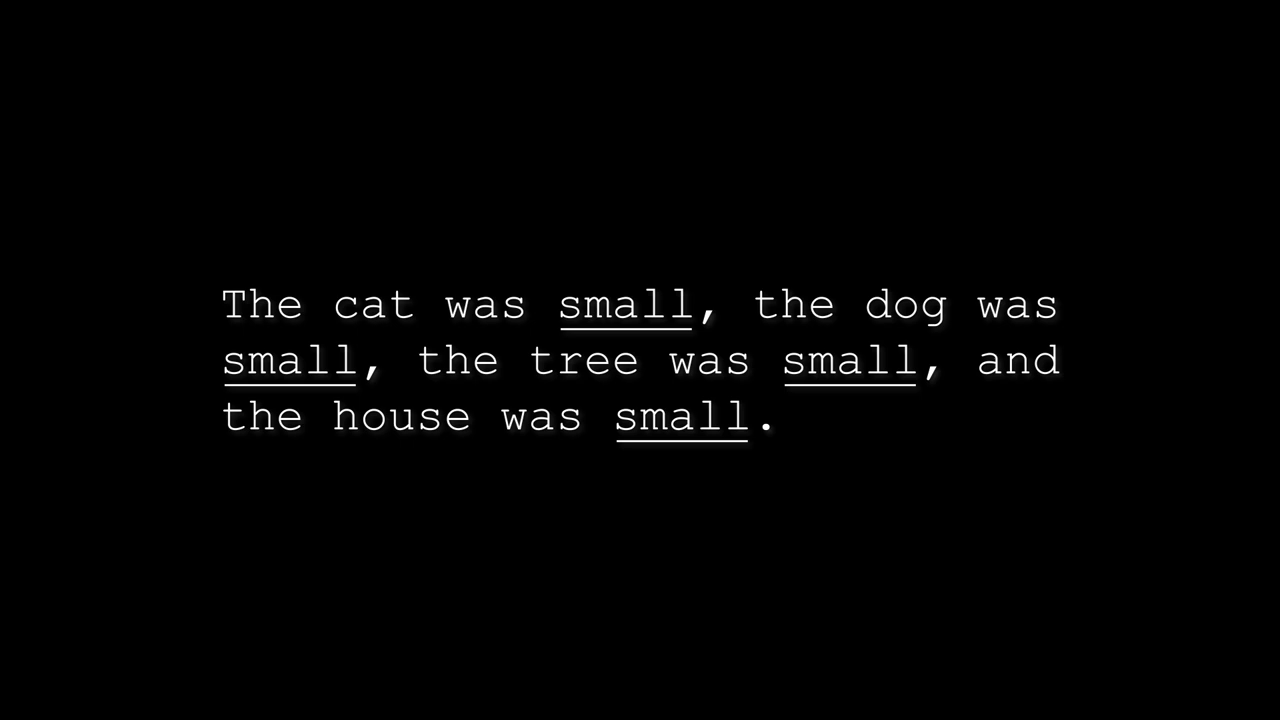 The cat was small, the dog was
small, the tree was small, and
the house was small.